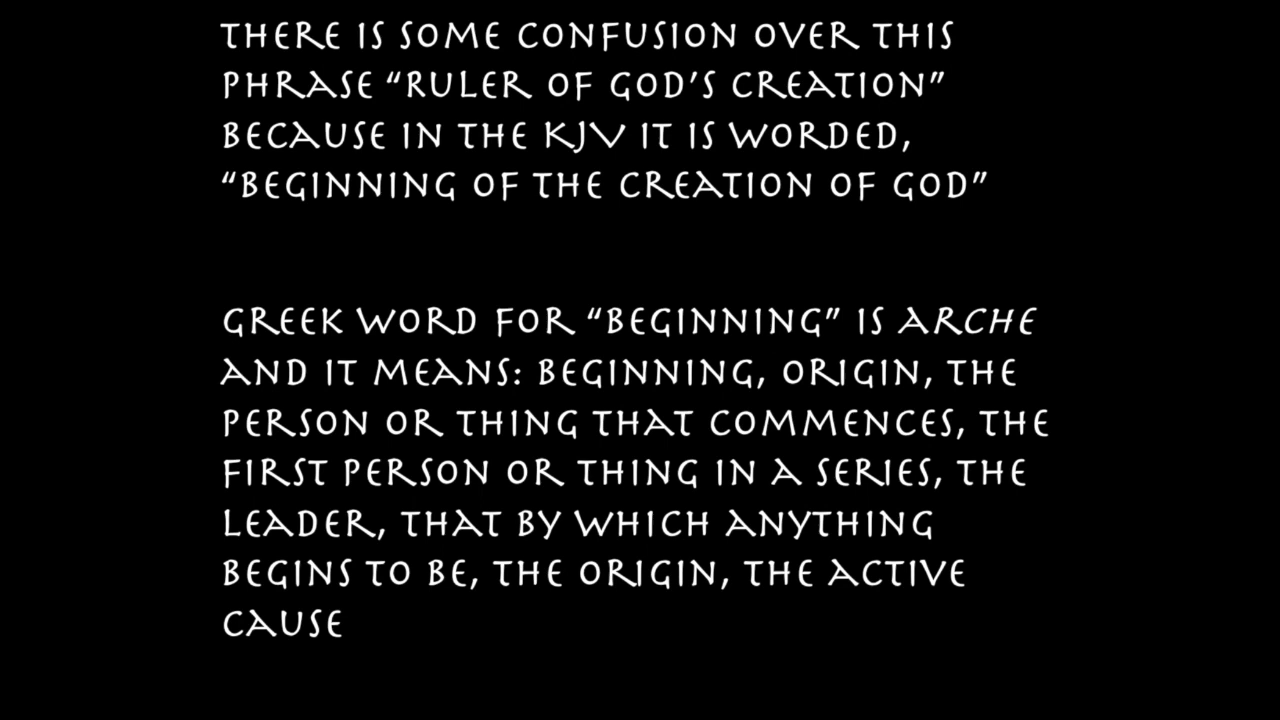 THERE IS SOME CONFUSION OVER THIS
PHRASE “RULER OF GOD’S CREATION”
BECAUSE IN THE KJV IT IS WORDED,
“BEGINNING OF THE CREATION OF GOD”
GREEK WORD FOR “BEGINNING” IS ARCHE
AND IT MEANS: BEGINNING, ORIGIN, THE
PERSON OR THING THAT COMMENCES, THE
FIRST PERSON OR THING IN A SERIES, THE
LEADER, THAT BY WHICH ANYTHING
BEGINS TO BE, THE ORIGIN, THE ACTIVE
CAUSE